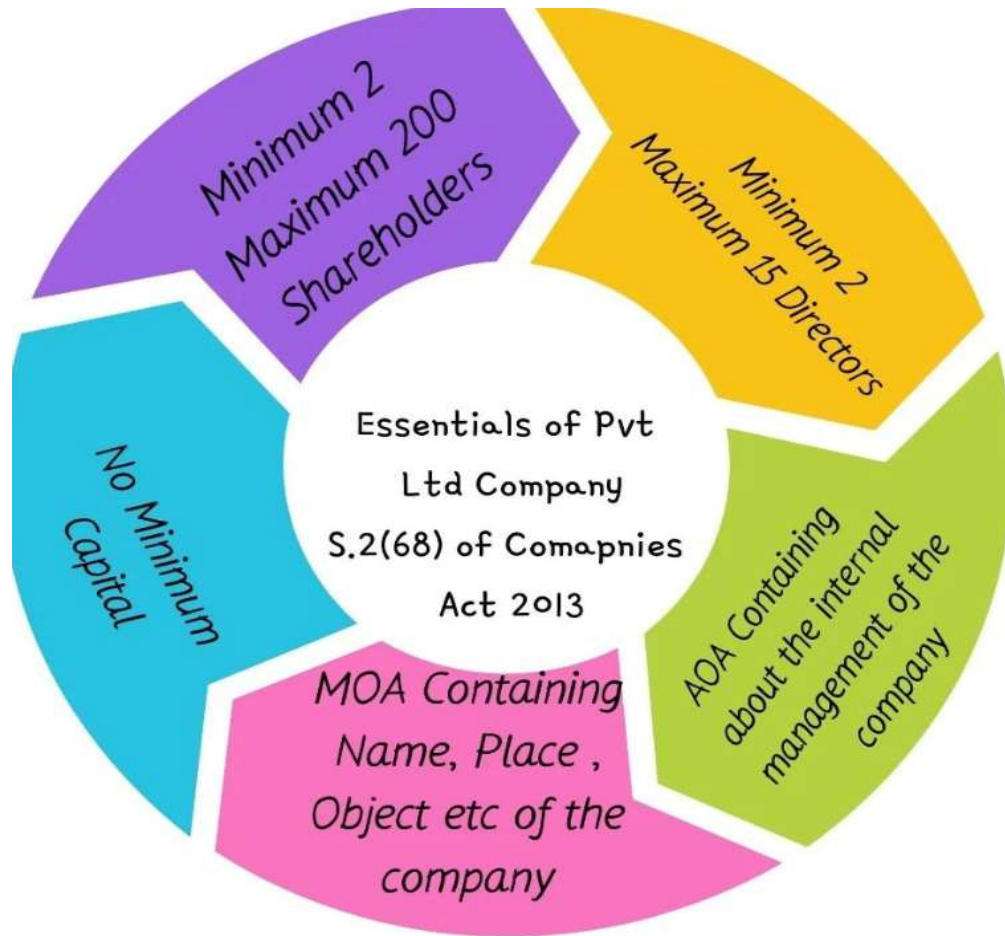 Minimum 2
Maximum 200
Shareholders
Minimum 2
Maximum 15 Directors
AOA Containing
about the internal
management of the
company
MOA Containing
Name, Place ,
Object etc of the
company
No Minimum
Capital
Essentials of Pvt
Ltd Company
S.2(68) of Comapnies
Act 2013